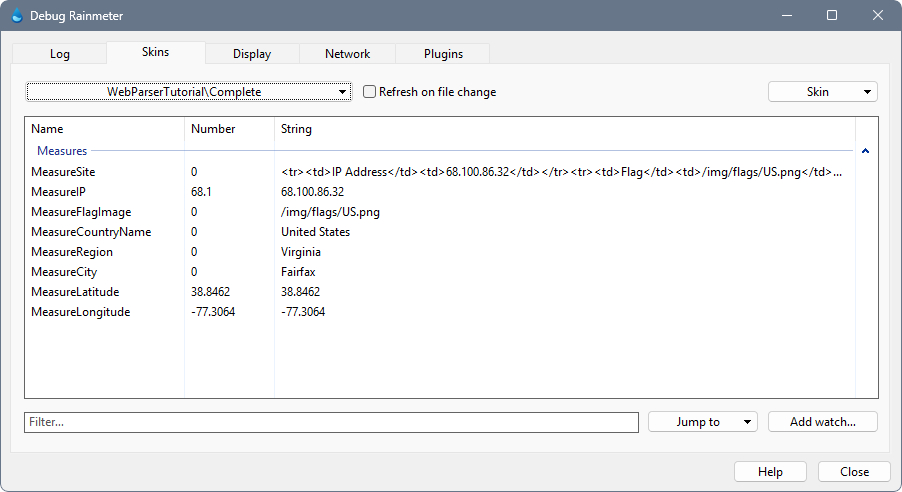 Debug Rainmeter
Log Skins Display Network Plugins
WebParserTutorial\Complete Refresh on file change Skin
Name Number String
Measures
MeasureSite 0 <tr><td>IP Address</td><td>68.100.86.32</td></tr><tr><td>Flag</td><td>/img/flags/US.png</td>...
MeasureIP 68.1 68.100.86.32
MeasureFlagImage 0 /img/flags/US.png
MeasureCountryName 0 United States
MeasureRegion 0 Virginia
MeasureCity 0 Fairfax
MeasureLatitude 38.8462 38.8462
MeasureLongitude -77.3064 -77.3064
Filter... Jump to Add watch...
Help Close